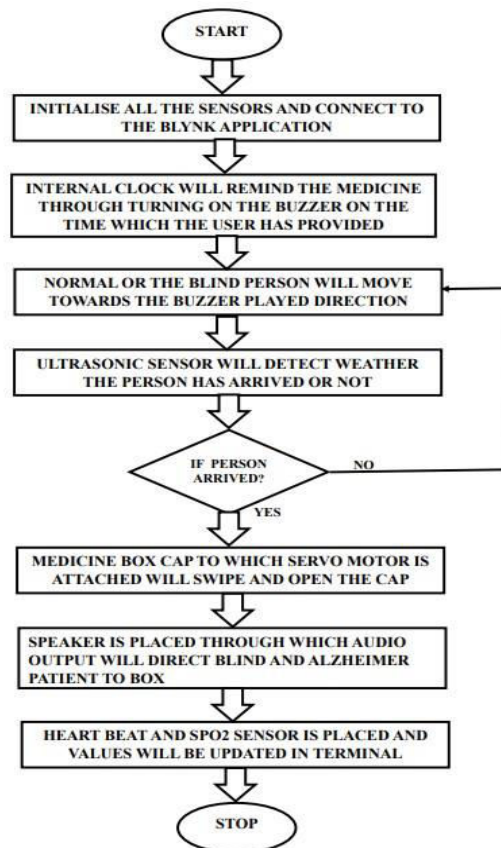 START
INITIALISE ALL THE SENSORS AND CONNECT TO
THE BLYNK APPLICATION
INTERNAL CLOCK WILL REMIND THE MEDICINE
THROUGH TURNING ON THE BUZZER ON THE
TIME WHICH THE USER HAS PROVIDED
NORMAL OR THE BLIND PERSON WILL MOVE
TOWARDS THE BUZZER PLAYED DIRECTION
ULTRASONIC SENSOR WILL DETECT WEATHER
THE PERSON HAS ARRIVED OR NOT
IF PERSON
ARRIVED?
NO
YES
MEDICINE BOX CAP TO WHICH SERVO MOTOR IS
ATTACHED WILL SWIPE AND OPEN THE CAP
SPEAKER IS PLACED THROUGH WHICH AUDIO
OUTPUT WILL DIRECT BLIND AND ALZHEIMER
PATIENT TO BOX
HEART BEAT AND SPO2 SENSOR IS PLACED AND
VALUES WILL BE UPDATED IN TERMINAL
STOP